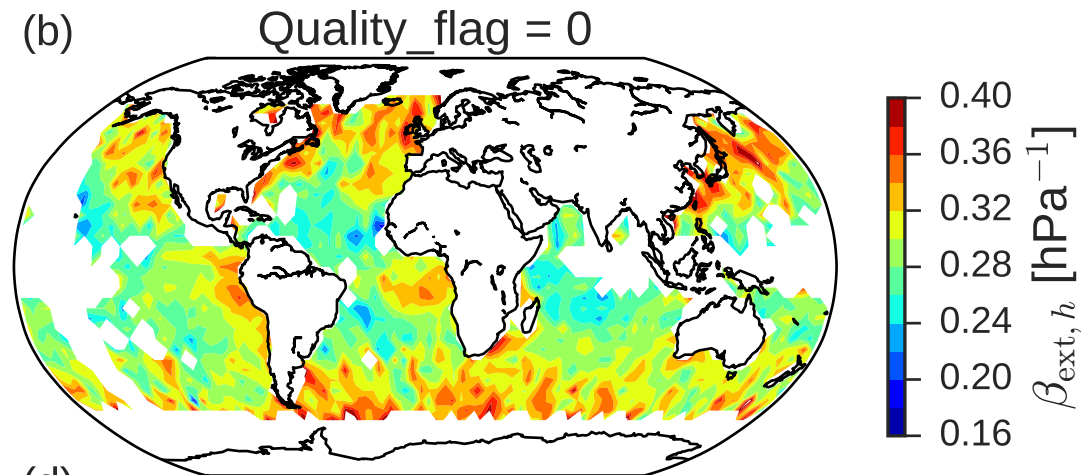 (b)
Quality_flag = 0
0.40
0.36
0.32
0.28
0.24
0.20
0.16
β_ext, h [hPa⁻¹]
(d)